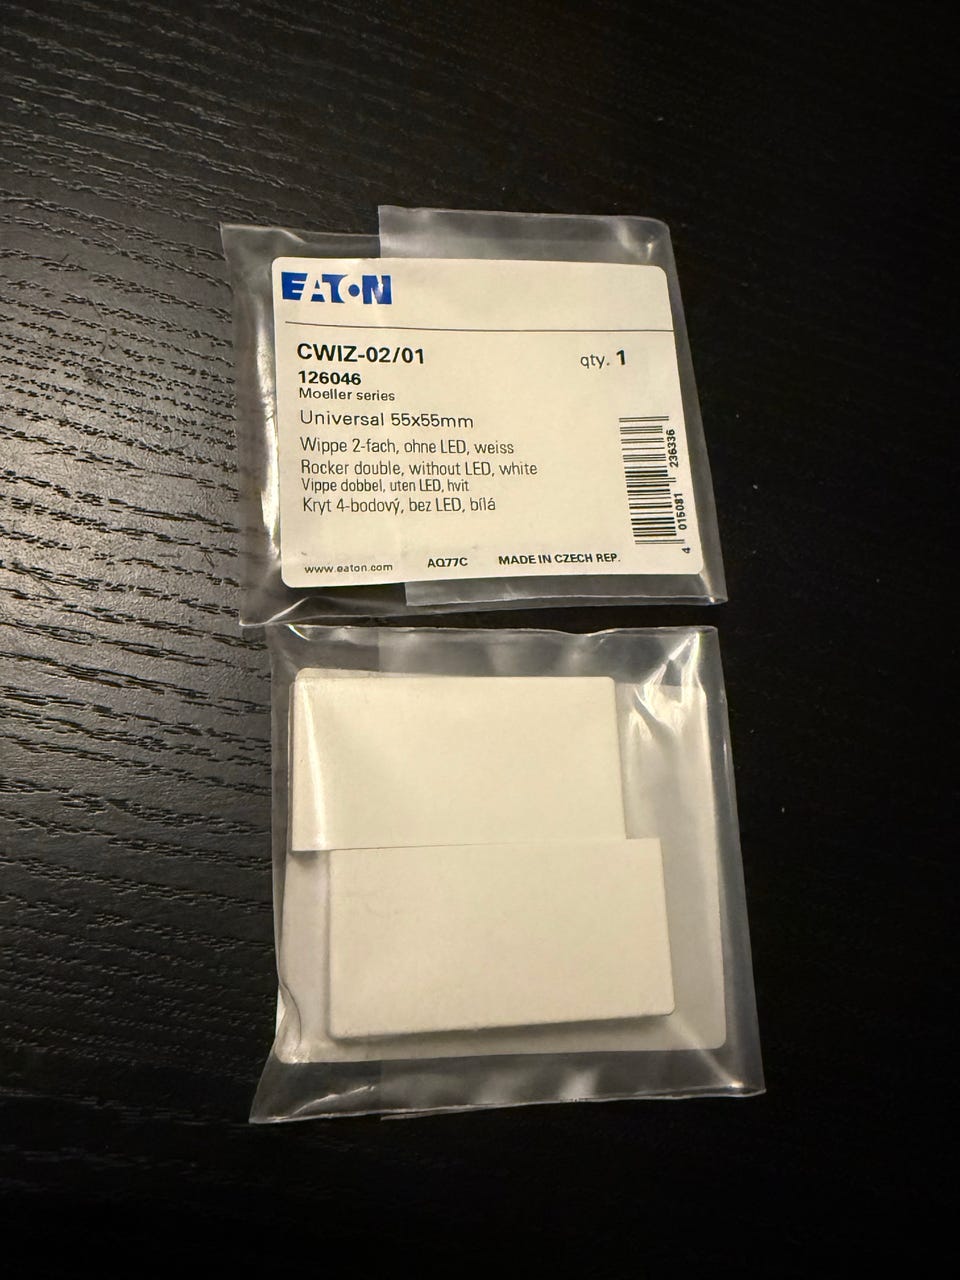 EATON
CWIZ-02/01
qty. 1
126046
Moeller series
Universal 55x55mm
Wippe 2-fach, ohne LED, weiss
Rocker double, without LED, white
Vippe dobbel, uten LED, hvit
Kryt 4-bodový, bez LED, bílá
4 015081 236336
www.eaton.com AQ77C MADE IN CZECH REP.